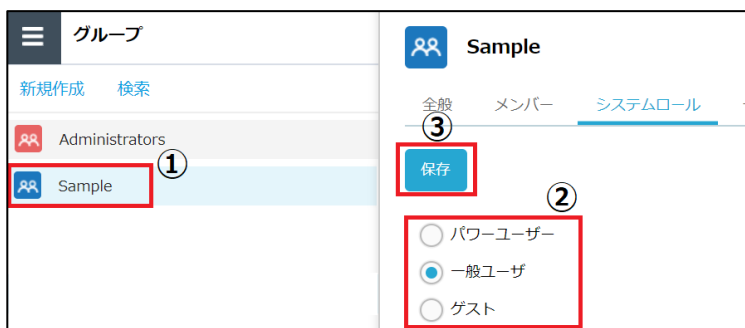 グループ
新規作成 検索
Administrators
①
Sample
Sample
全般 メンバー システムロール
③
保存
②
パワーユーザー
一般ユーザ
ゲスト